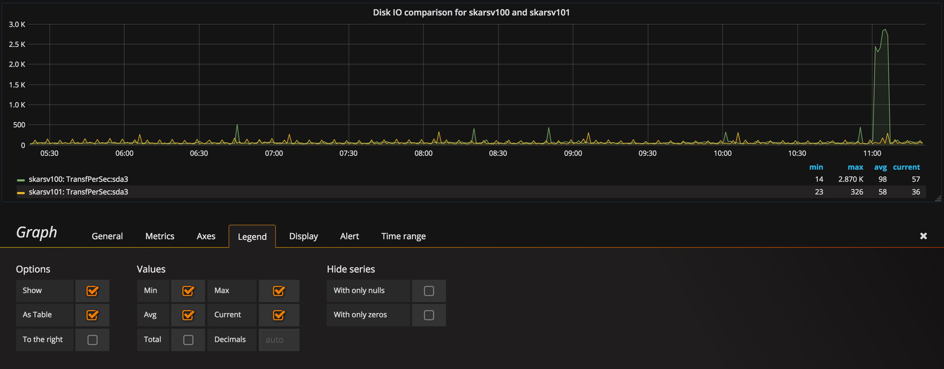 Disk IO comparison for skarsv100 and skarsv101
3.0 K
2.5 K
2.0 K
1.5 K
1.0 K
500
0
05:30 06:00 06:30 07:00 07:30 08:00 08:30 09:00 09:30 10:00 10:30 11:00
min max avg current
skarsv100: TransfPerSec:sda3 14 2.870 K 98 57
skarsv101: TransfPerSec:sda3 23 326 58 36
Graph General Metrics Axes Legend Display Alert Time range
Options Values Hide series
Show Min Max With only nulls
As Table Avg Current With only zeros
To the right Total Decimals auto